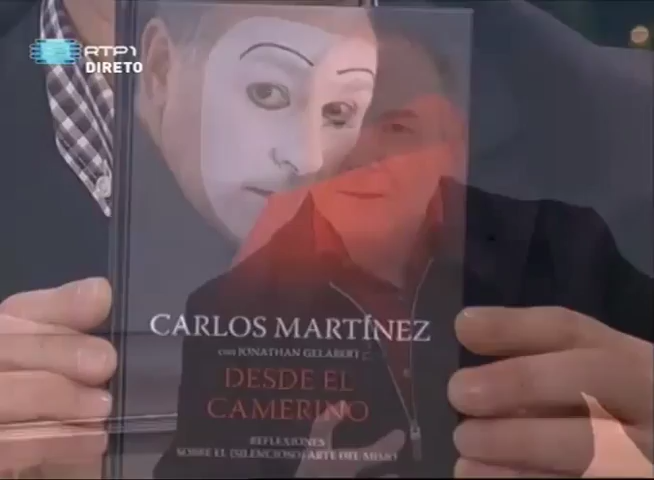 RTP1
DIRETO
CARLOS MARTÍNEZ
CON JONATHAN GELABERT
DESDE EL
CAMERINO
REFLEXIONES
SOBRE EL (SILENCIOSO) ARTE DEL MIMO